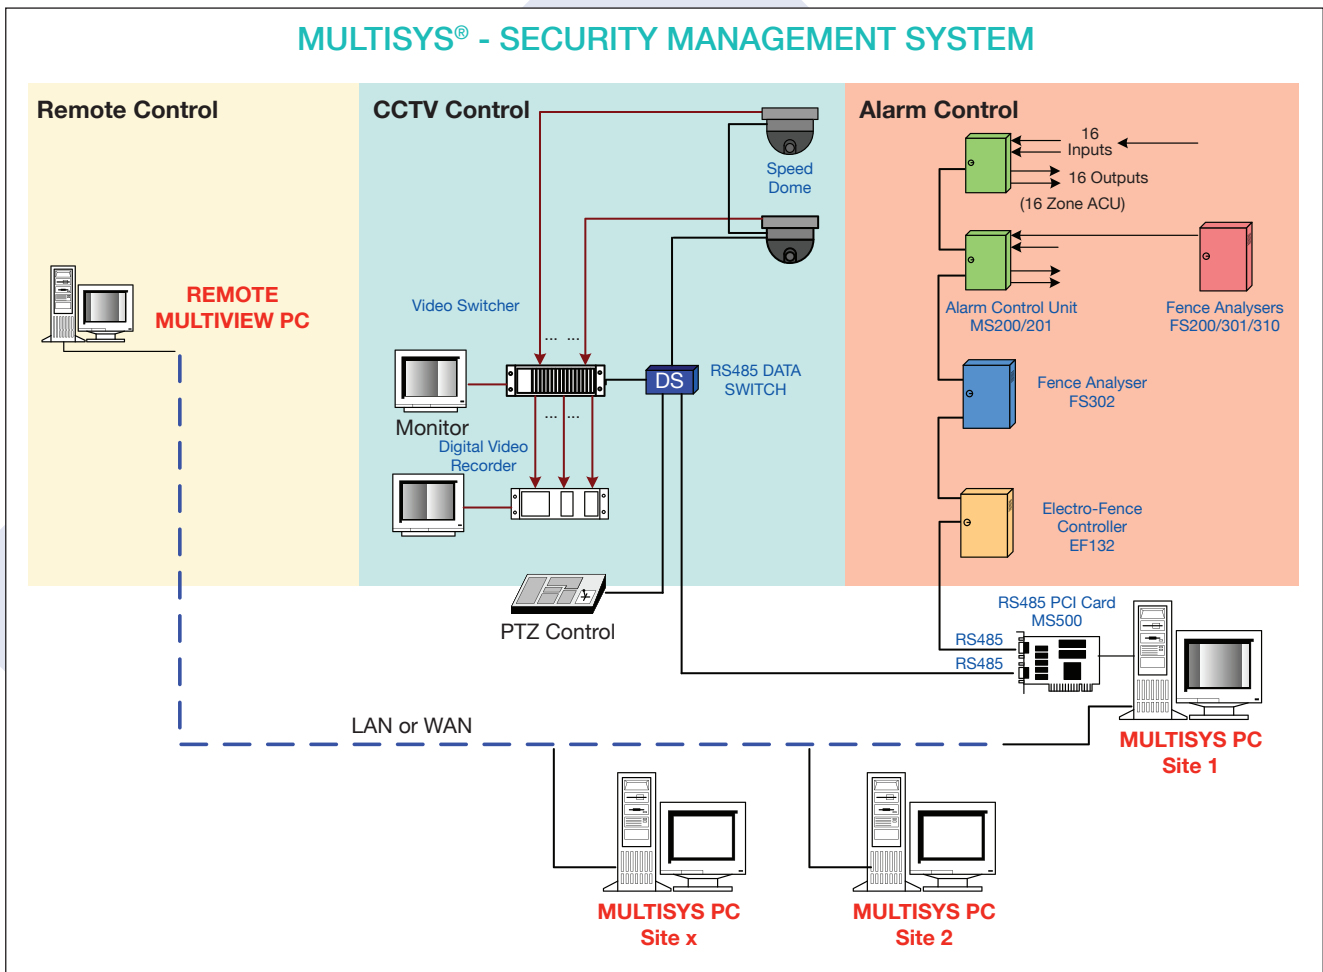 MULTISYS® - SECURITY MANAGEMENT SYSTEM
Remote Control
CCTV Control
Alarm Control
16
Inputs
16 Outputs
(16 Zone ACU)
Speed
Dome
REMOTE
MULTIVIEW PC
Video Switcher
... ...
Alarm Control Unit
MS200/201
Fence Analysers
FS200/301/310
DS
RS485 DATA
SWITCH
Fence Analyser
FS302
... ...
Monitor
Digital Video
Recorder
Electro-Fence
Controller
EF132
PTZ Control
RS485 PCI Card
MS500
RS485
RS485
LAN or WAN
MULTISYS PC
Site 1
MULTISYS PC
Site x
MULTISYS PC
Site 2